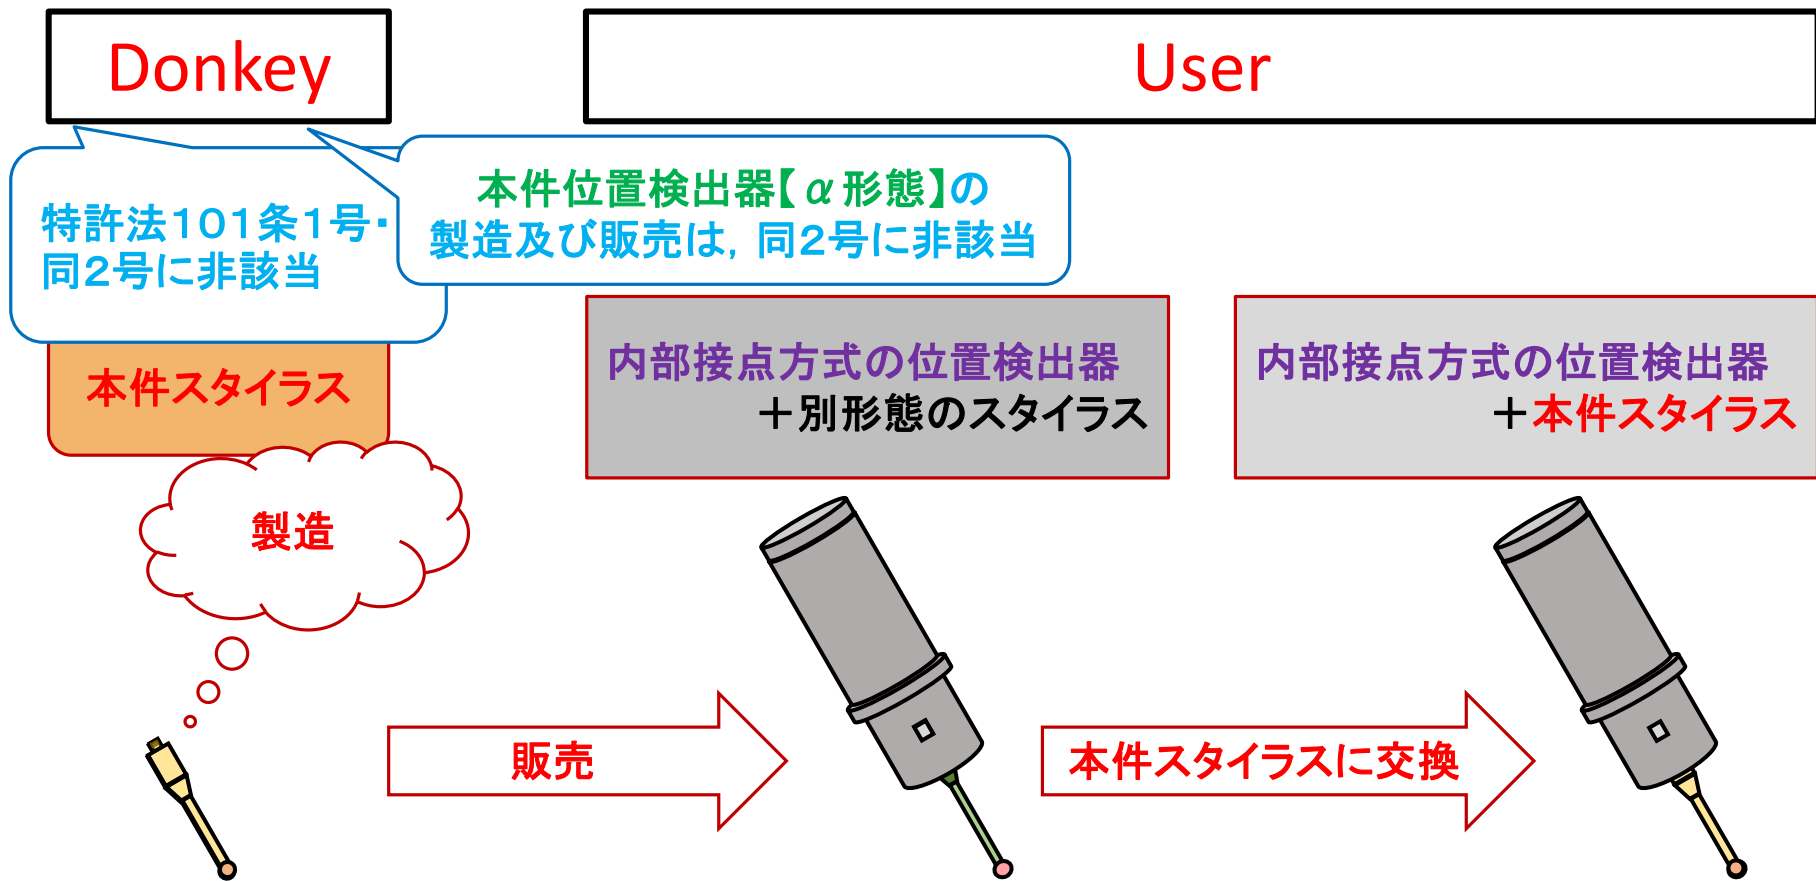 Donkey
User
特許法１０１条１号・
同２号に非該当
本件位置検出器【α形態】の
製造及び販売は，同２号に非該当
本件スタイラス
内部接点方式の位置検出器
＋別形態のスタイラス
内部接点方式の位置検出器
＋本件スタイラス
製造
販売
本件スタイラスに交換